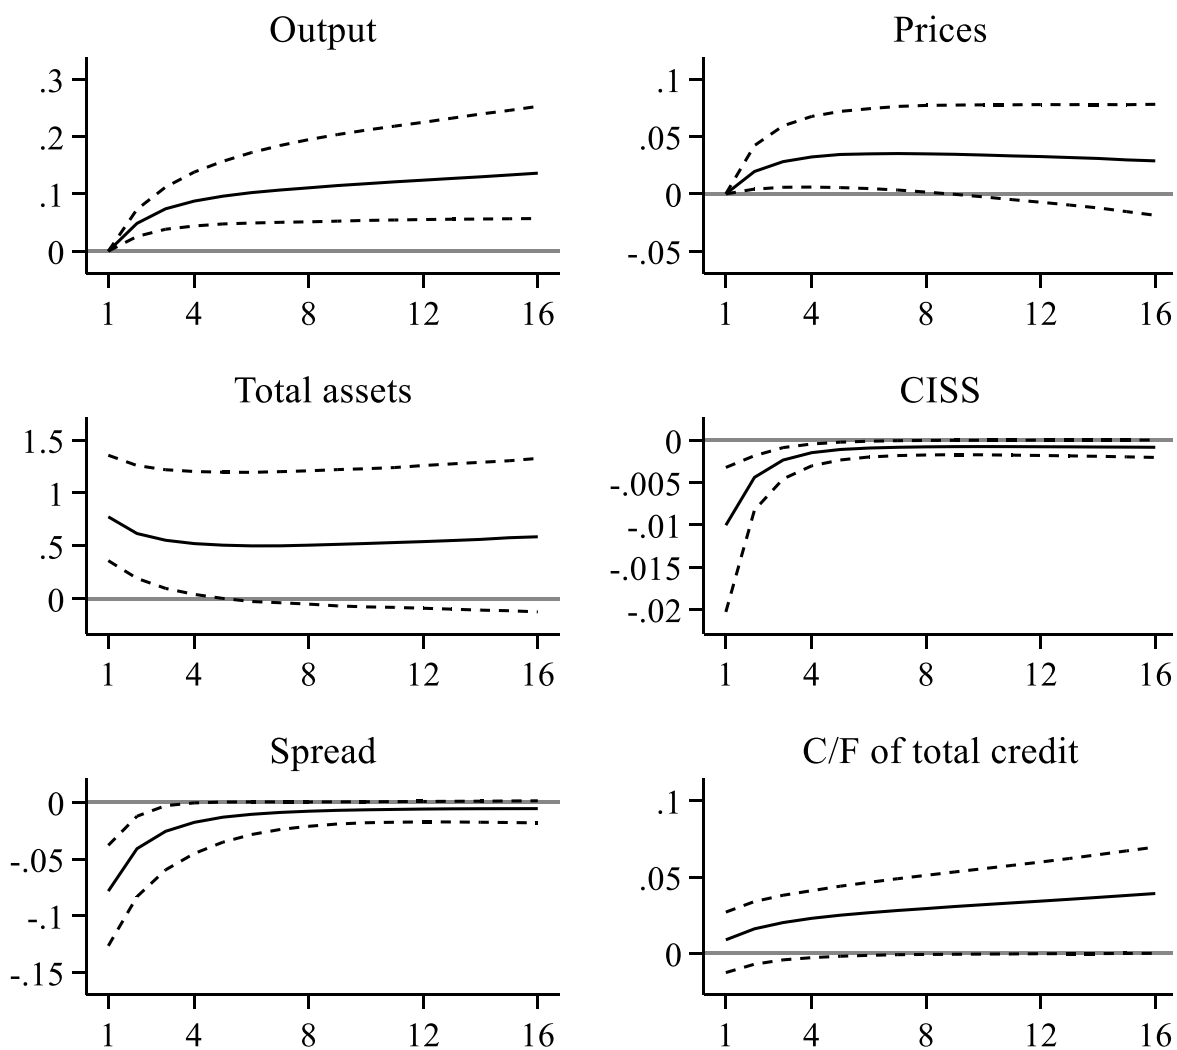 Output
.3
.2
.1
0
1 4 8 12 16
Prices
.1
.05
0
-.05
1 4 8 12 16
Total assets
1.5
1
.5
0
1 4 8 12 16
CISS
0
-.005
-.01
-.015
-.02
1 4 8 12 16
Spread
0
-.05
-.1
-.15
1 4 8 12 16
C/F of total credit
.1
.05
0
1 4 8 12 16